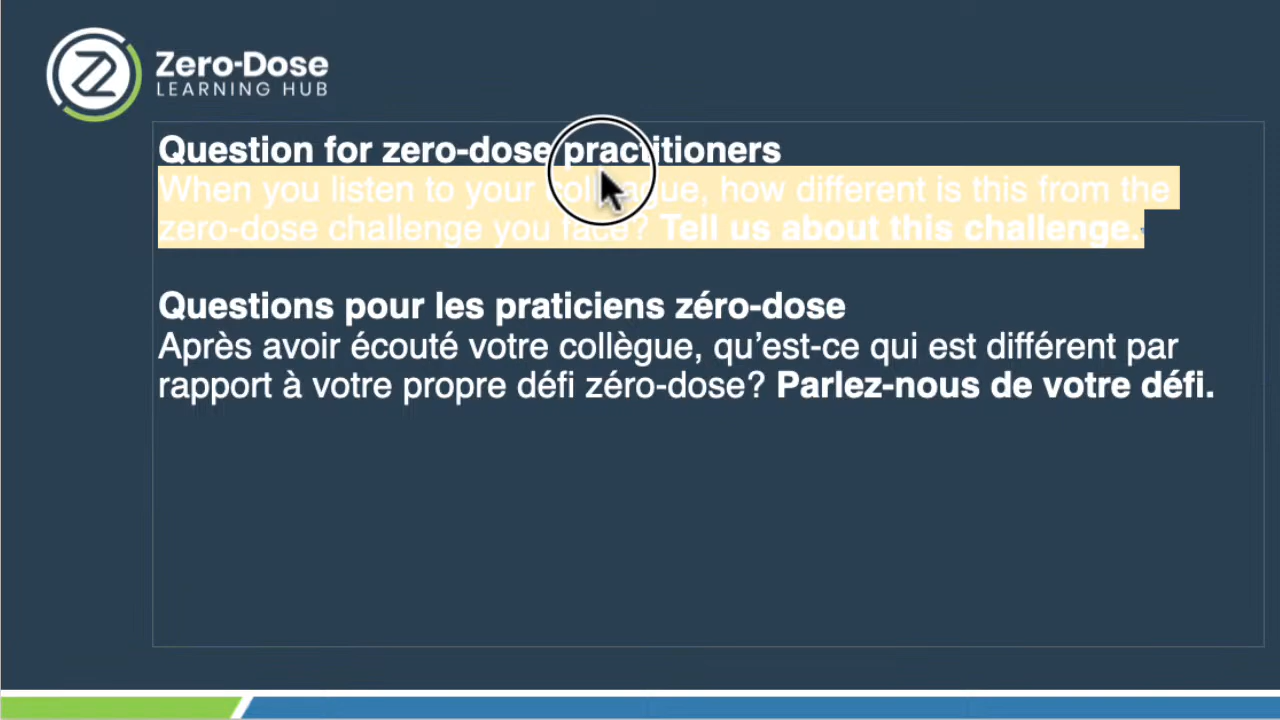 Zero-Dose
LEARNING HUB
Question for zero-dose practitioners
When you listen to your colleague, how different is this from the
zero-dose challenge you face? Tell us about this challenge.
Questions pour les praticiens zéro-dose
Après avoir écouté votre collègue, qu’est-ce qui est différent par
rapport à votre propre défi zéro-dose? Parlez-nous de votre défi.